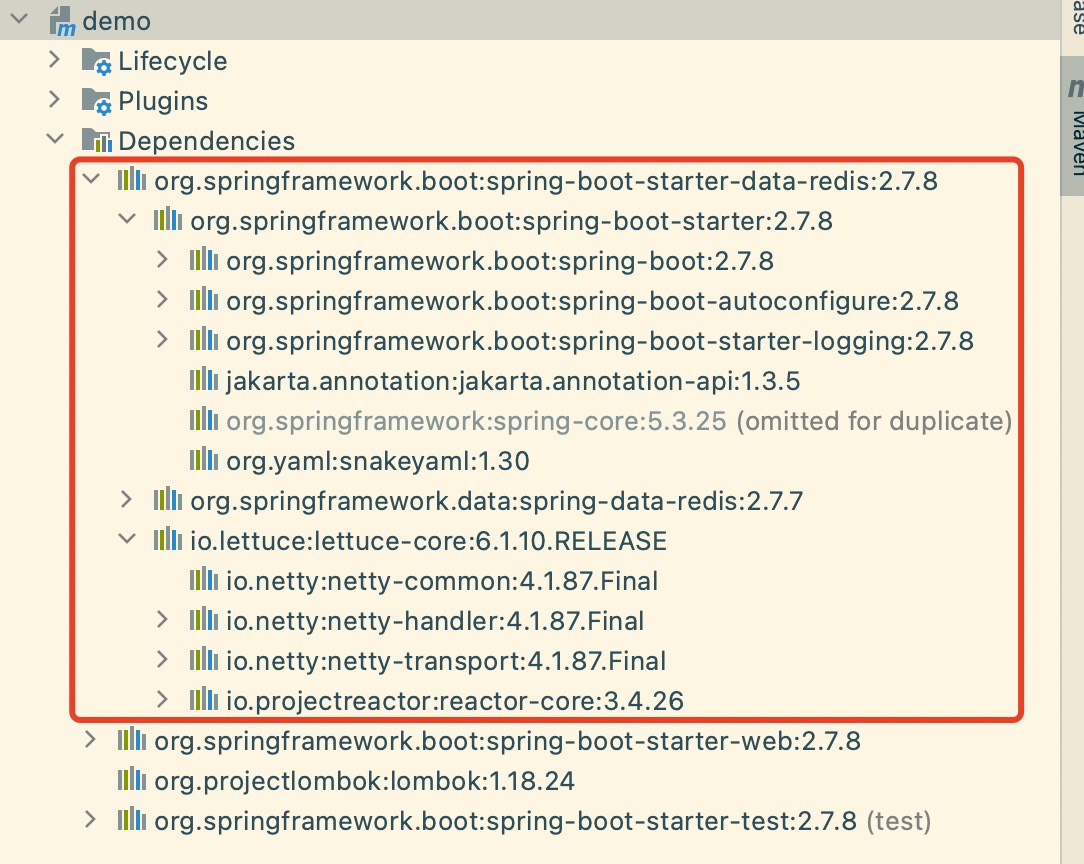 demo
Lifecycle
Plugins
Dependencies
org.springframework.boot:spring-boot-starter-data-redis:2.7.8
org.springframework.boot:spring-boot-starter:2.7.8
org.springframework.boot:spring-boot:2.7.8
org.springframework.boot:spring-boot-autoconfigure:2.7.8
org.springframework.boot:spring-boot-starter-logging:2.7.8
jakarta.annotation:jakarta.annotation-api:1.3.5
org.springframework:spring-core:5.3.25 (omitted for duplicate)
org.yaml:snakeyaml:1.30
org.springframework.data:spring-data-redis:2.7.7
io.lettuce:lettuce-core:6.1.10.RELEASE
io.netty:netty-common:4.1.87.Final
io.netty:netty-handler:4.1.87.Final
io.netty:netty-transport:4.1.87.Final
io.projectreactor:reactor-core:3.4.26
org.springframework.boot:spring-boot-starter-web:2.7.8
org.projectlombok:lombok:1.18.24
org.springframework.boot:spring-boot-starter-test:2.7.8 (test)
Maven